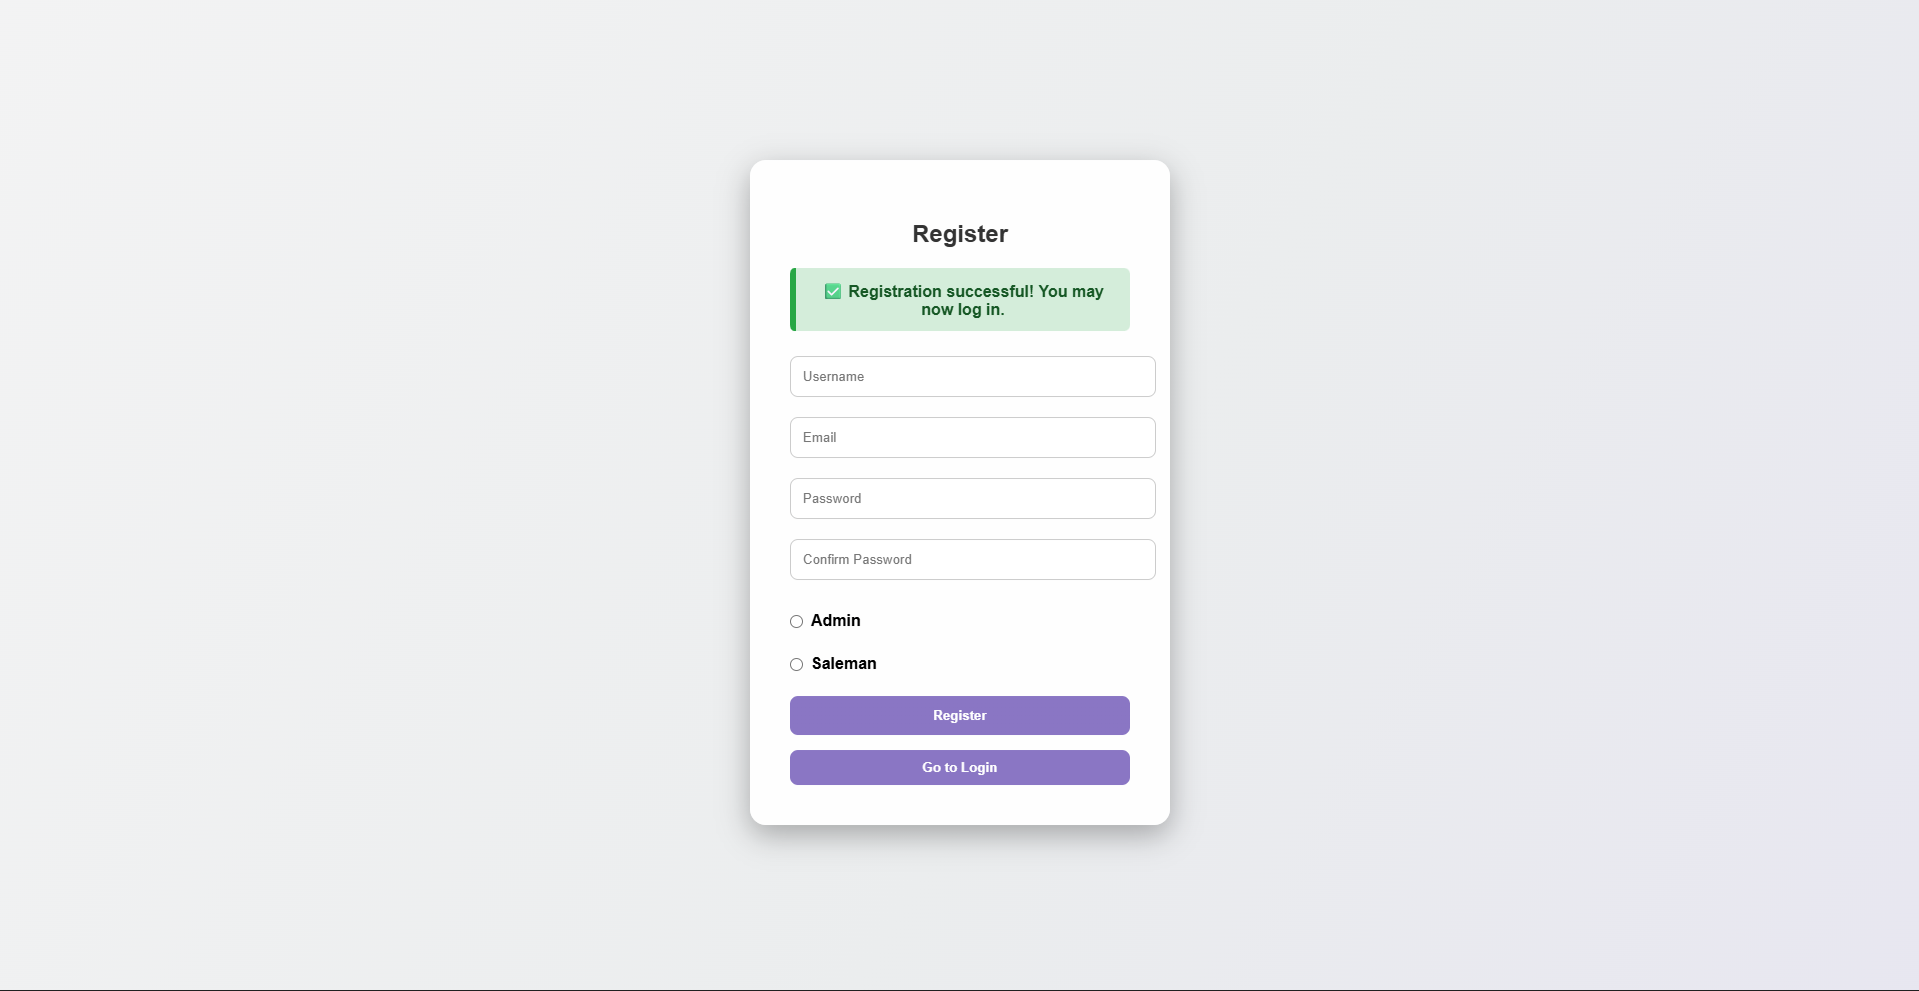 Register
✅ Registration successful! You may
now log in.
Username
Email
Password
Confirm Password
Admin
Saleman
Register
Go to Login